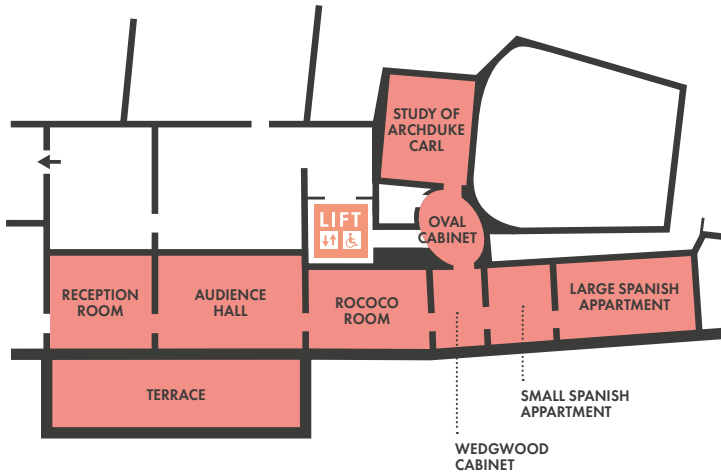 STUDY OF
ARCHDUKE
CARL
LIFT
OVAL
CABINET
RECEPTION
ROOM
AUDIENCE
HALL
ROCOCO
ROOM
LARGE SPANISH
APPARTMENT
TERRACE
SMALL SPANISH
APPARTMENT
WEDGWOOD
CABINET